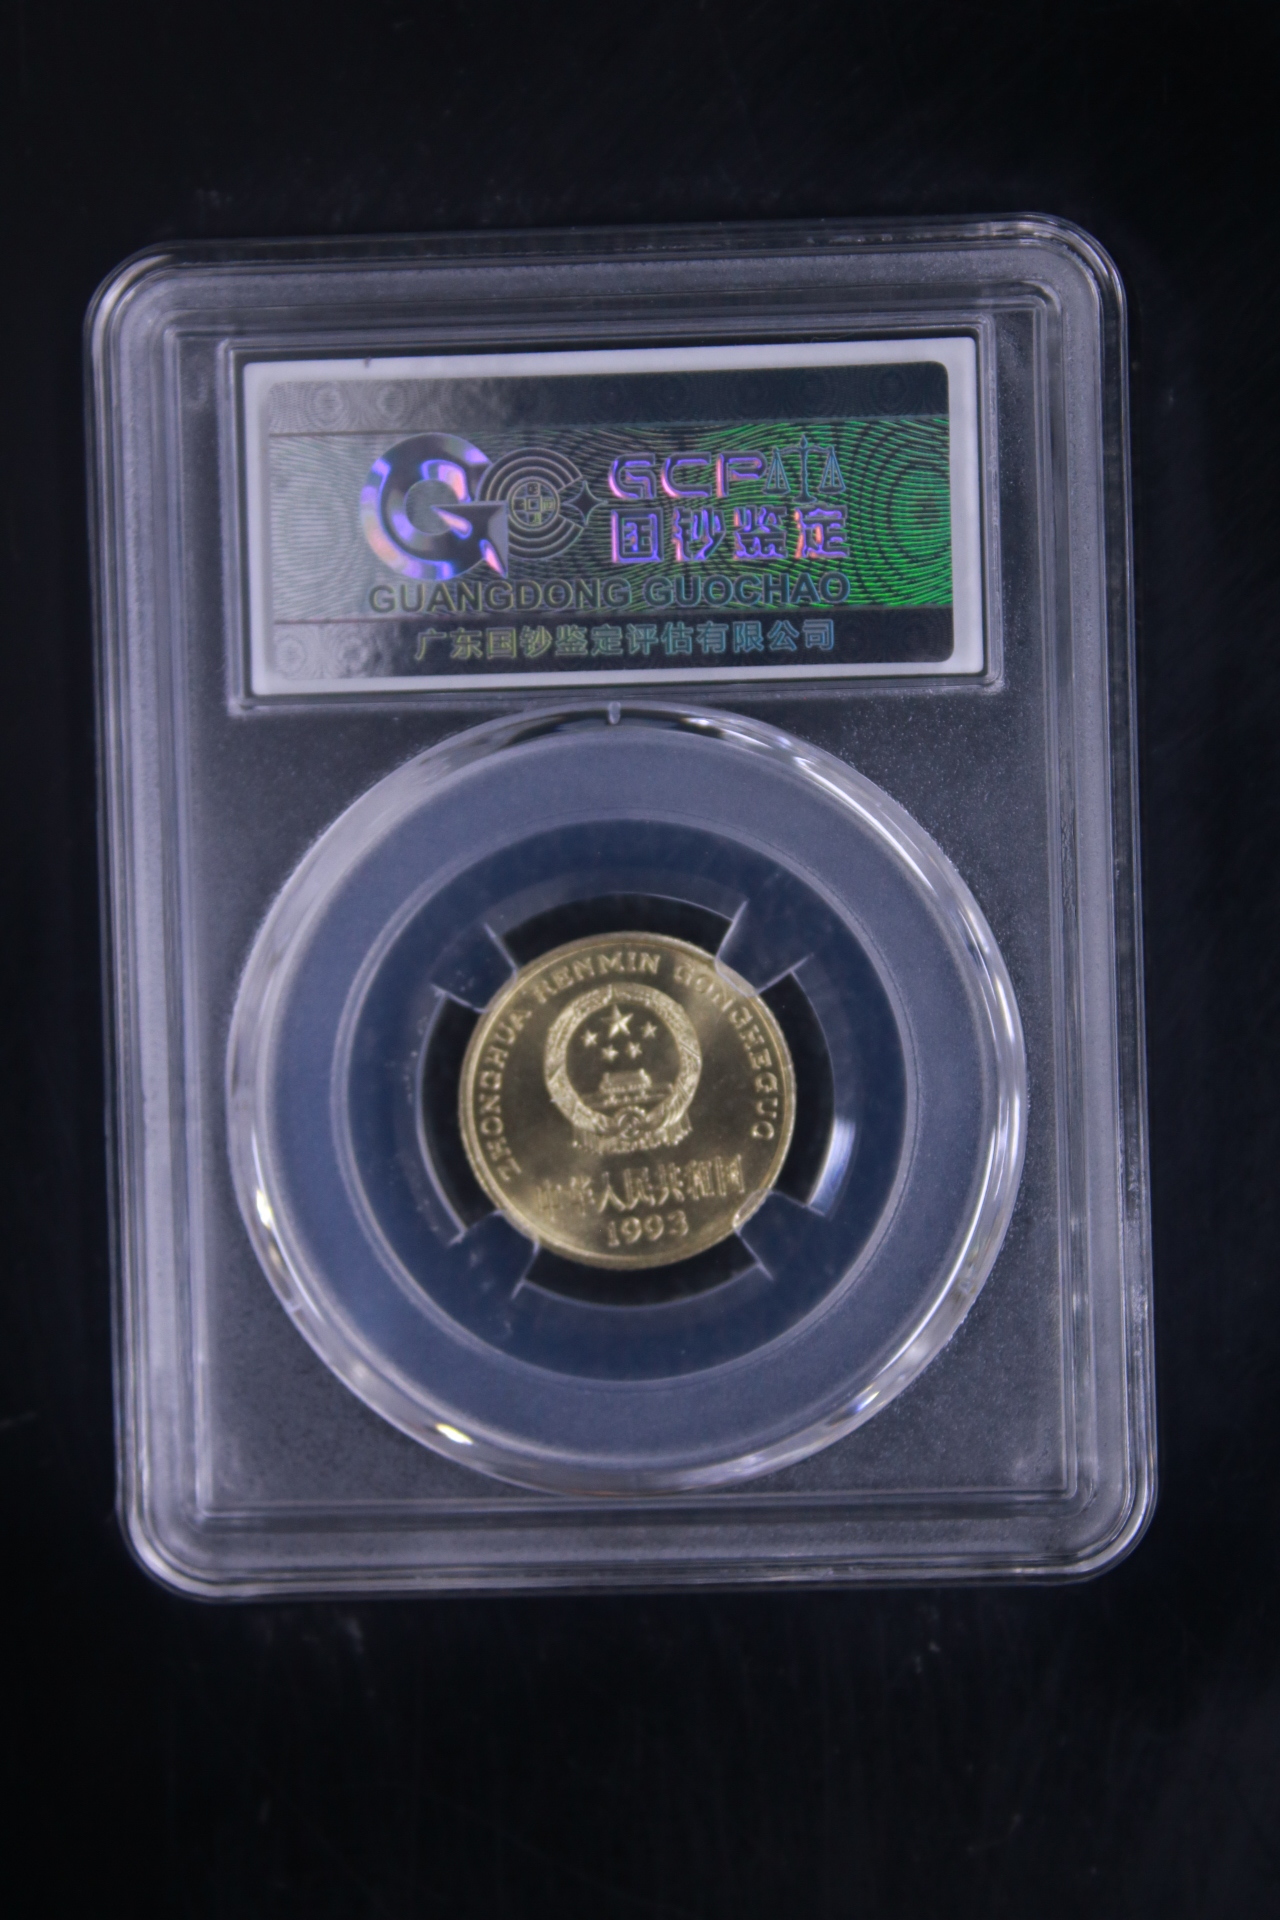 GCP
国钞鉴定
GUANGDONG GUOCHAO
广东国钞鉴定评估有限公司
ZHONGHUA RENMIN GONGHEGUO
中华人民共和国
1993